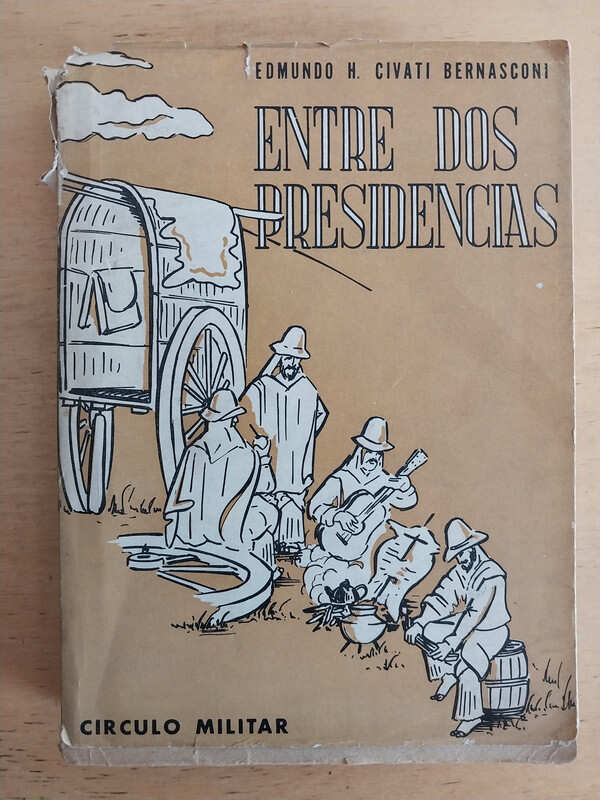 EDMUNDO H. CIVATI BERNASCONI
ENTRE DOS
PRESIDENCIAS
CIRCULO MILITAR